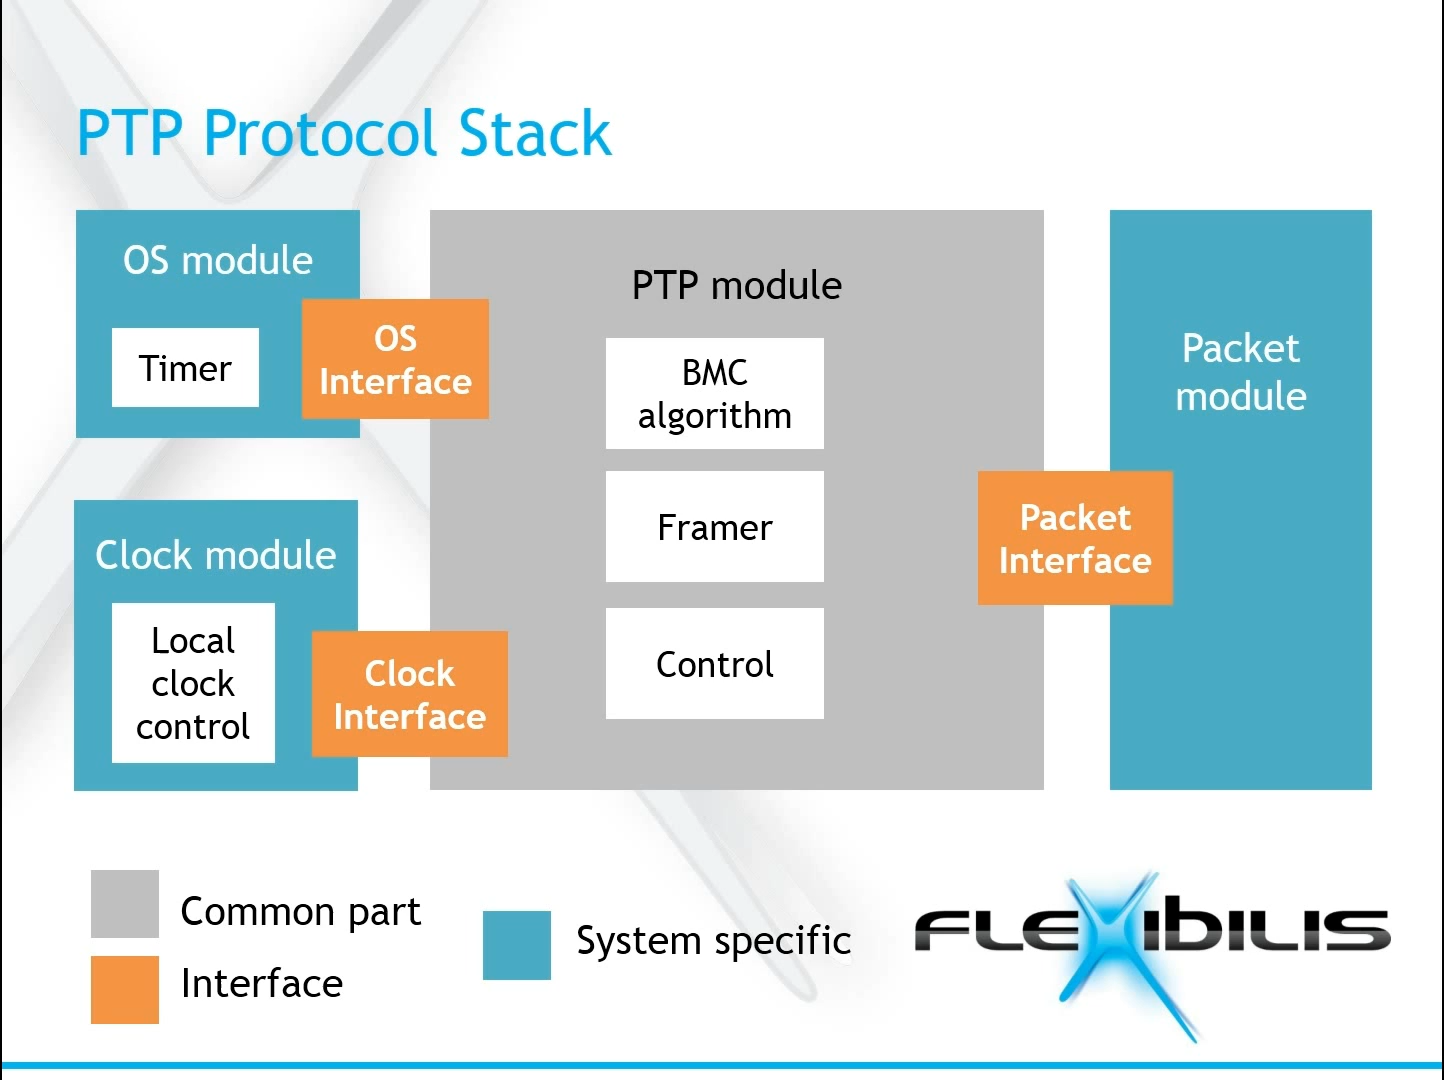 PTP Protocol Stack
OS module
Timer
OS
Interface
PTP module
BMC
algorithm
Framer
Control
Packet
module
Packet
Interface
Clock module
Local
clock
control
Clock
Interface
Common part
Interface
System specific
FLEXIBILIS